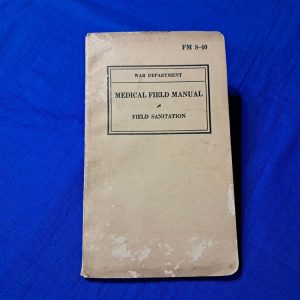 FM 8-40
WAR DEPARTMENT
MEDICAL FIELD MANUAL
FIELD SANITATION